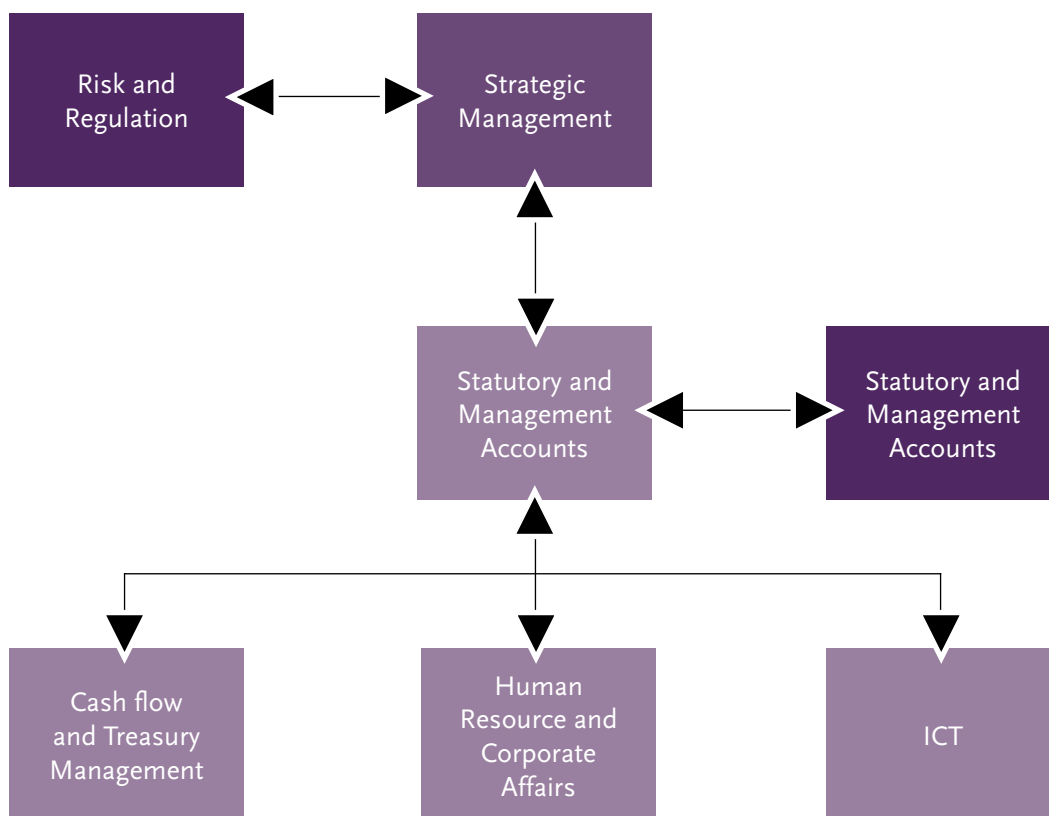 Risk and
Regulation
Strategic
Management
Statutory and
Management
Accounts
Statutory and
Management
Accounts
Cash flow
and Treasury
Management
Human
Resource and
Corporate
Affairs
ICT